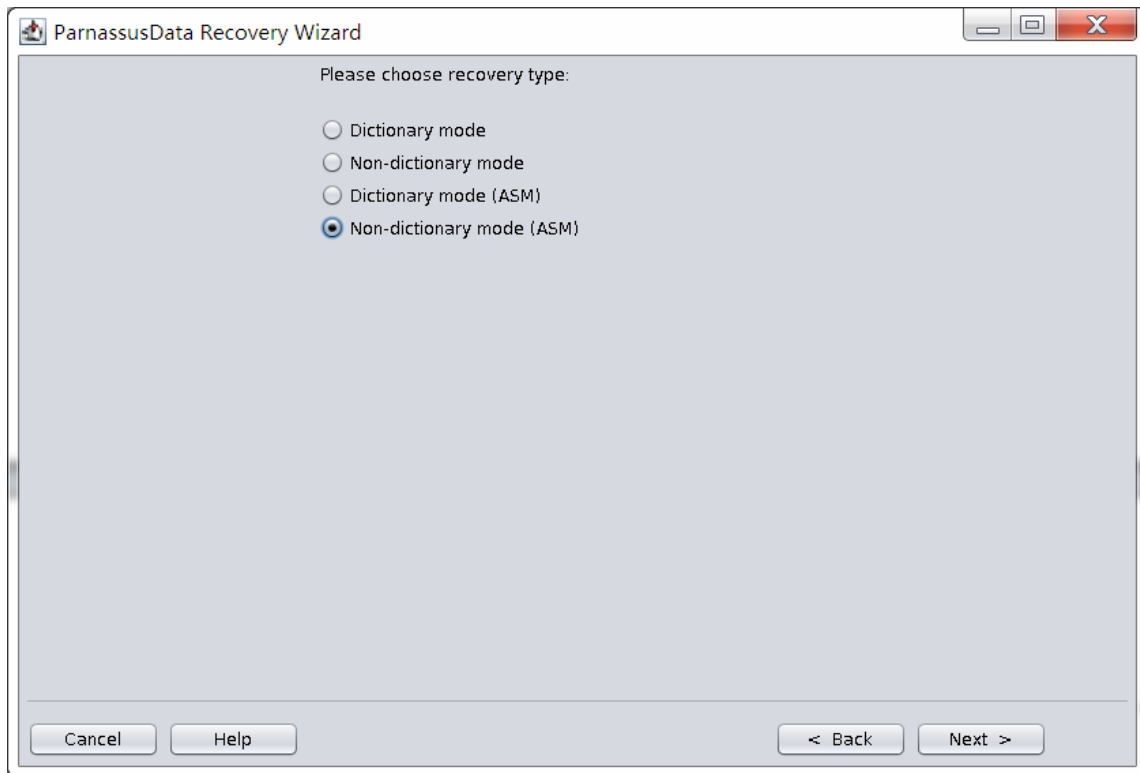 ParnassusData Recovery Wizard
Please choose recovery type:
Dictionary mode
Non-dictionary mode
Dictionary mode (ASM)
Non-dictionary mode (ASM)
Cancel Help < Back Next >